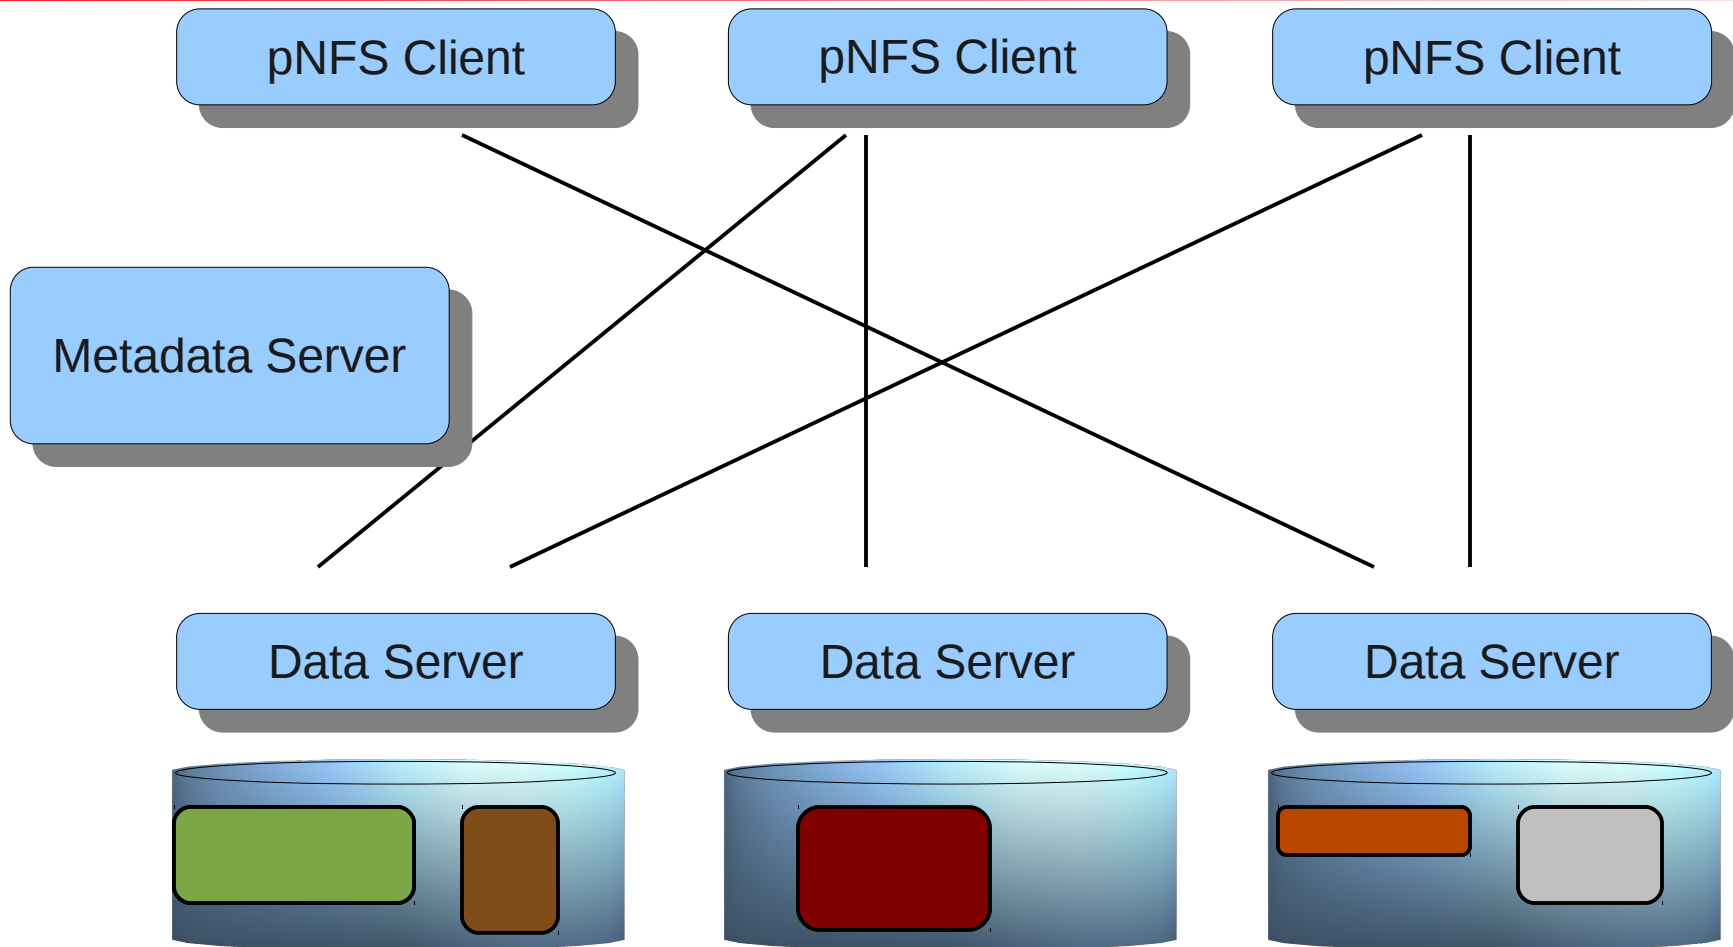 pNFS Client
pNFS Client
pNFS Client
Metadata Server
Data Server
Data Server
Data Server